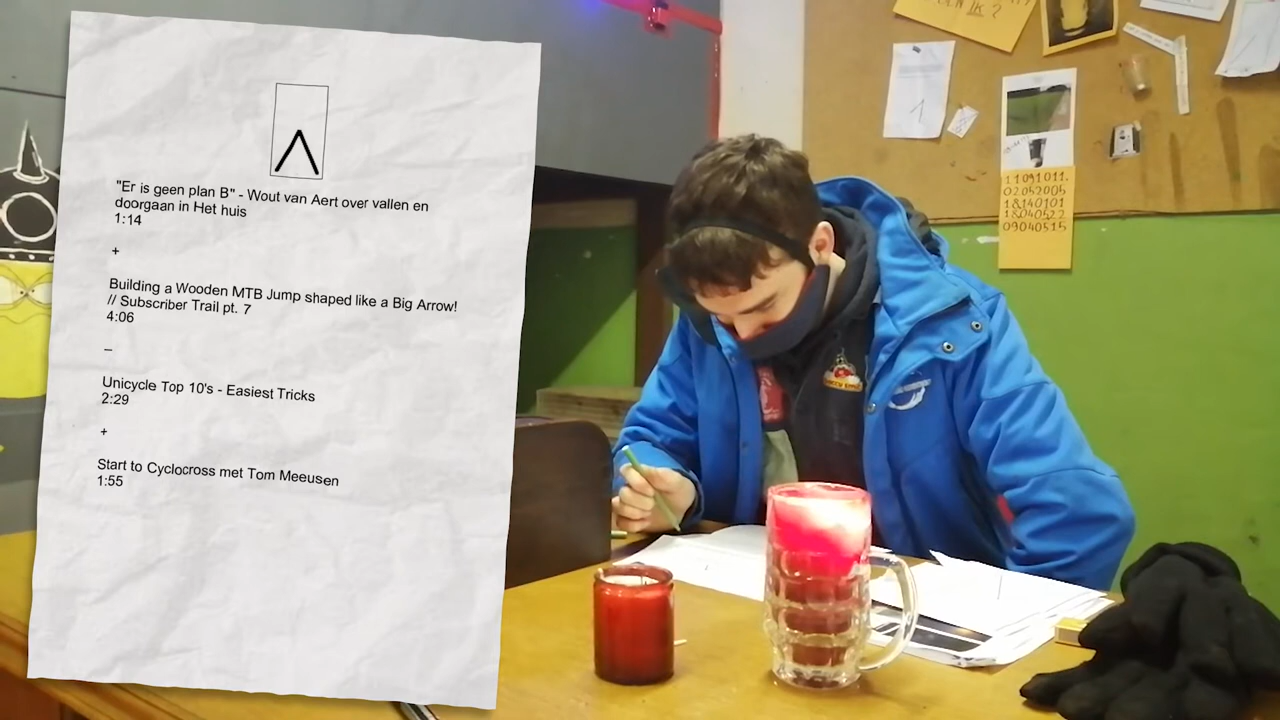 "Er is geen plan B" - Wout van Aert over vallen en
doorgaan in Het huis
1:14
+
Building a Wooden MTB Jump shaped like a Big Arrow!
// Subscriber Trail pt. 7
4:06
–
Unicycle Top 10's - Easiest Tricks
2:29
+
Start to Cyclocross met Tom Meeusen
1:55
IK?
11091011.
02052005
18140101
18040522
09040515